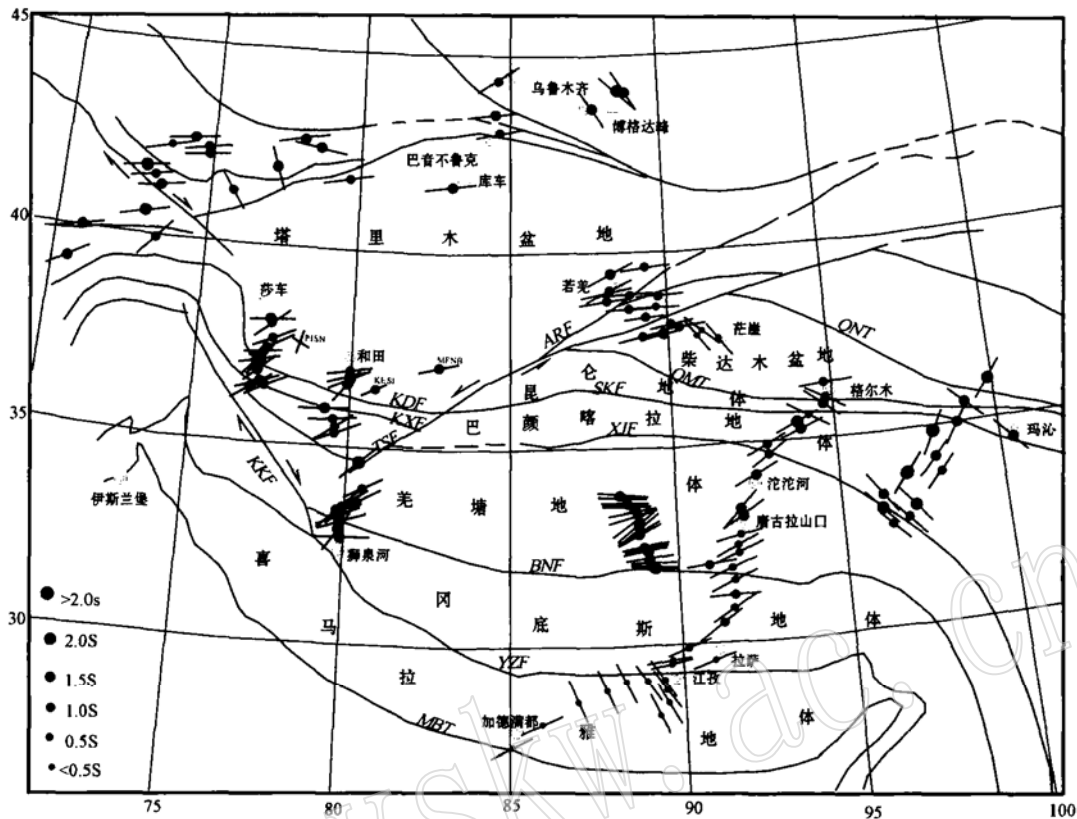 45
乌鲁木齐
博格达峰
巴音不鲁克
库车
40
塔里木盆地
莎车
若羌
PISN
ARF
茫崖
QNT
和田
KDF
KXF
昆仑地体
SKF
柴达木盆地
QMT
格尔木
35
TSF
巴颜喀拉地体
XJF
玛沁
KKF
伊斯兰堡
羌塘地体
沱沱河
唐古拉山口
狮泉河
BNF
>2.0s
冈底斯地体
30
2.0S
YZF
拉萨
1.5S
江孜
1.0S
MBT
加德满都
喜马拉雅地体
0.5S
<0.5S
75
80
85
90
95
100
www.ac.cn